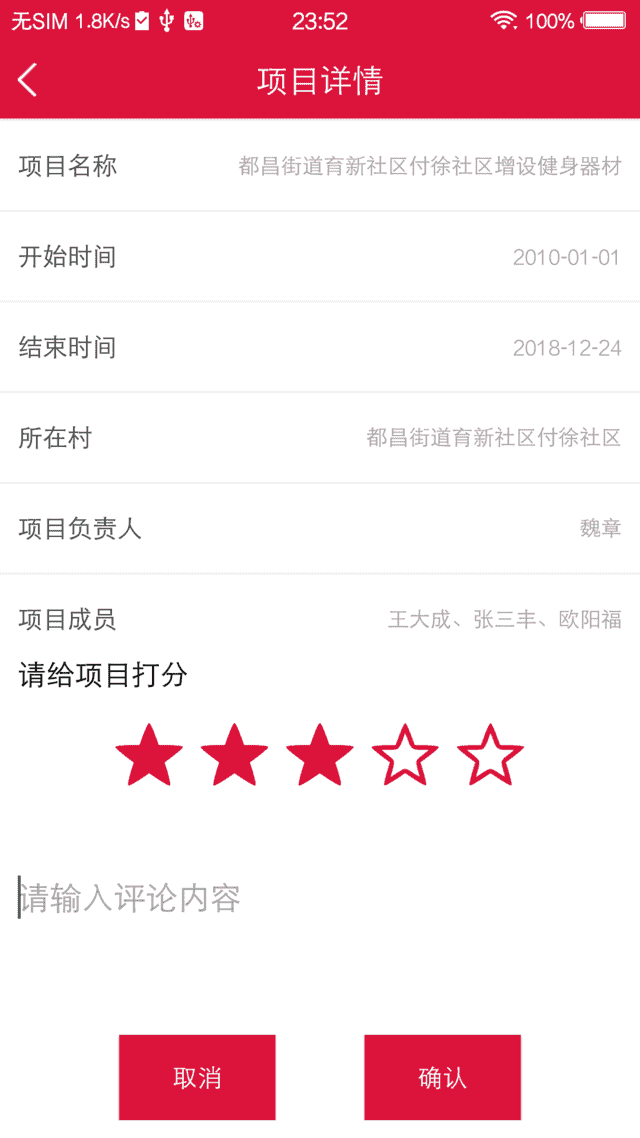 无SIM 1.8K/s 23:52 100%
项目详情
项目名称 都昌街道育新社区付徐社区增设健身器材
开始时间 2010-01-01
结束时间 2018-12-24
所在村 都昌街道育新社区付徐社区
项目负责人 魏章
项目成员 王大成、张三丰、欧阳福
请给项目打分
请输入评论内容
取消 确认